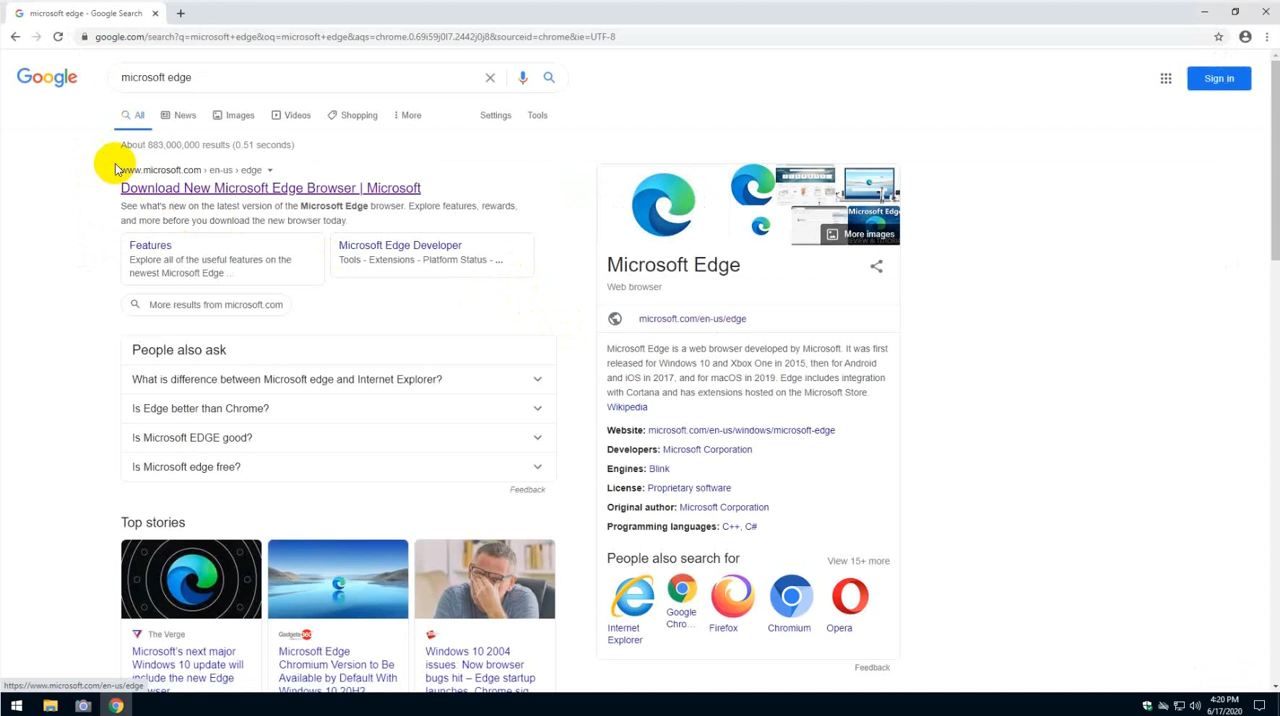 microsoft edge - Google Search
google.com/search?q=microsoft+edge&oq=microsoft+edge&aqs=chrome.0.69i59j0l7.2442j0j8&sourceid=chrome&ie=UTF-8
Google
microsoft edge
Sign in
All
News
Images
Videos
Shopping
More
Settings
Tools
About 883,000,000 results (0.51 seconds)
www.microsoft.com › en-us › edge
Download New Microsoft Edge Browser | Microsoft
See what's new on the latest version of the Microsoft Edge browser. Explore features, rewards,
and more before you download the new browser today.
Features
Explore all of the useful features on the
newest Microsoft Edge ...
Microsoft Edge Developer
Tools - Extensions - Platform Status - ...
More results from microsoft.com
People also ask
What is difference between Microsoft edge and Internet Explorer?
Is Edge better than Chrome?
Is Microsoft EDGE good?
Is Microsoft edge free?
Feedback
Top stories
The Verge
Microsoft's next major
Windows 10 update will
include the new Edge
Gadgets360
Microsoft Edge
Chromium Version to Be
Available by Default With
Windows 10 20H2
Windows 10 2004
issues: Now browser
bugs hit – Edge startup
launches, Chrome sig
Microsoft Edge
More images
Microsoft Edge
Web browser
microsoft.com/en-us/edge
Microsoft Edge is a web browser developed by Microsoft. It was first
released for Windows 10 and Xbox One in 2015, then for Android
and iOS in 2017, and for macOS in 2019. Edge includes integration
with Cortana and has extensions hosted on the Microsoft Store.
Wikipedia
Website: microsoft.com/en-us/windows/microsoft-edge
Developers: Microsoft Corporation
Engines: Blink
License: Proprietary software
Original author: Microsoft Corporation
Programming languages: C++, C#
People also search for
View 15+ more
Internet
Explorer
Google
Chro...
Firefox
Chromium
Opera
Feedback
https://www.microsoft.com/en-us/edge
4:20 PM
6/17/2020